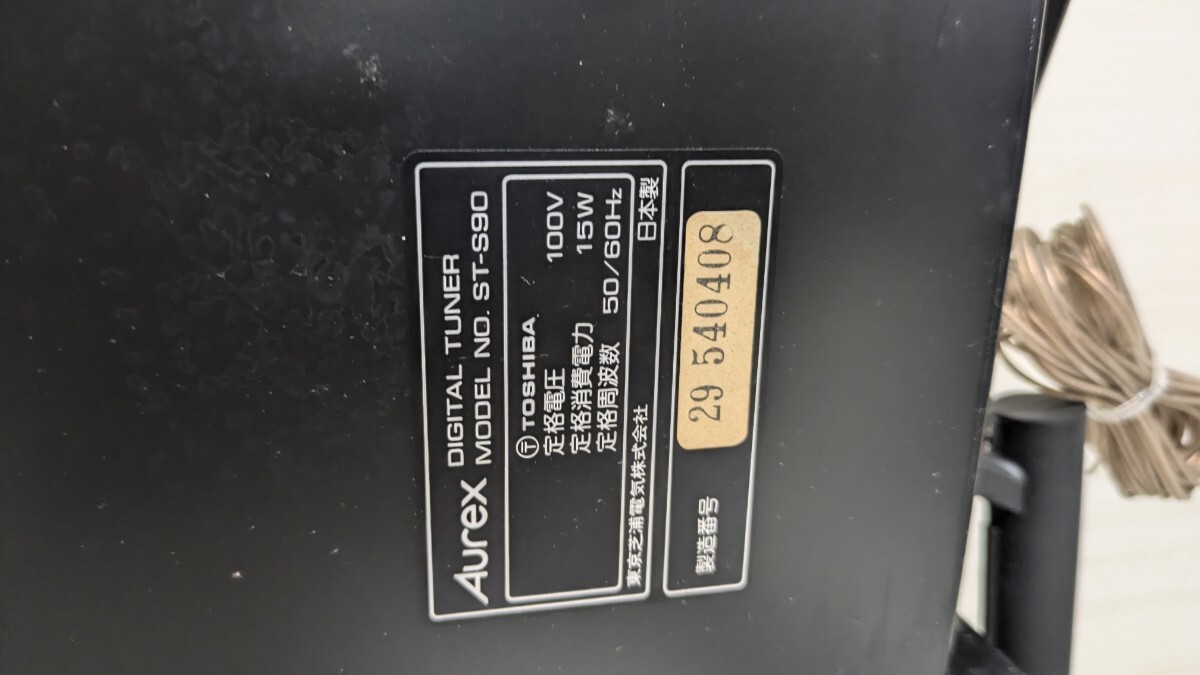 Aurex DIGITAL TUNER
MODEL NO. ST-S90
〒 TOSHIBA
定格電圧 100V
定格消費電力 15W
定格周波数 50/60Hz
東京芝浦電気株式会社 日本製
製造番号 29 540408